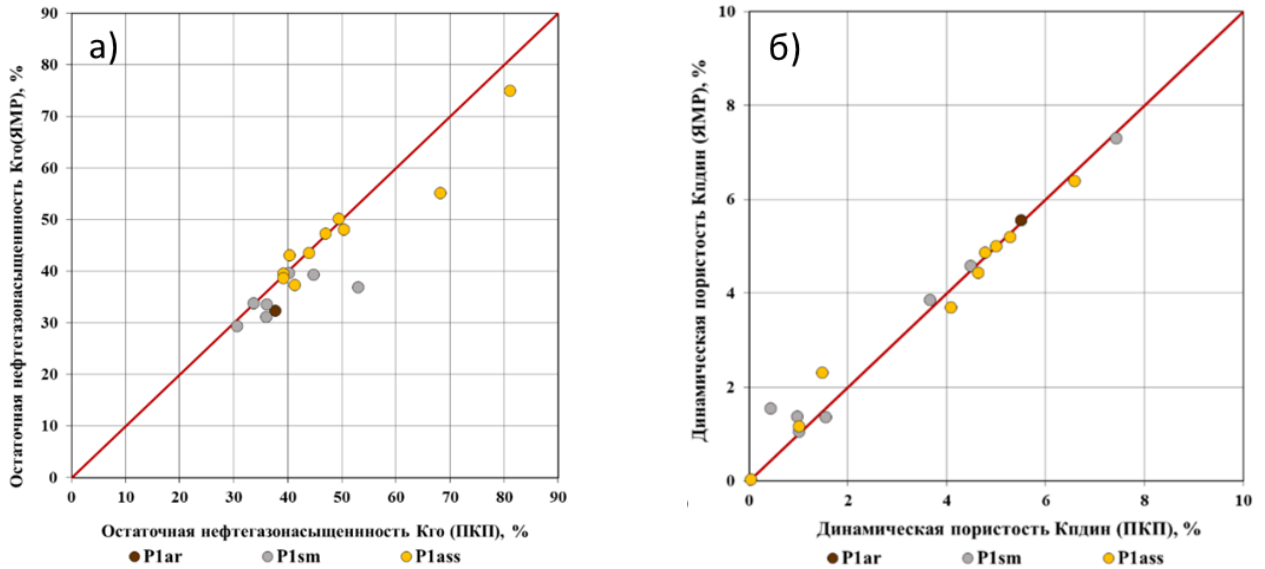 а)
Остаточная нефтегазонасыщеннность Кго(ЯМР), %
90
80
70
60
50
40
30
20
10
0
0 10 20 30 40 50 60 70 80 90
Остаточная нефтегазонасыщеннность Кго (ПКП), %
P1ar P1sm P1ass
б)
Динамическая пористость Кпдин (ЯМР), %
10
8
6
4
2
0
0 2 4 6 8 10
Динамическая пористость Кпдин (ПКП), %
P1ar P1sm P1ass